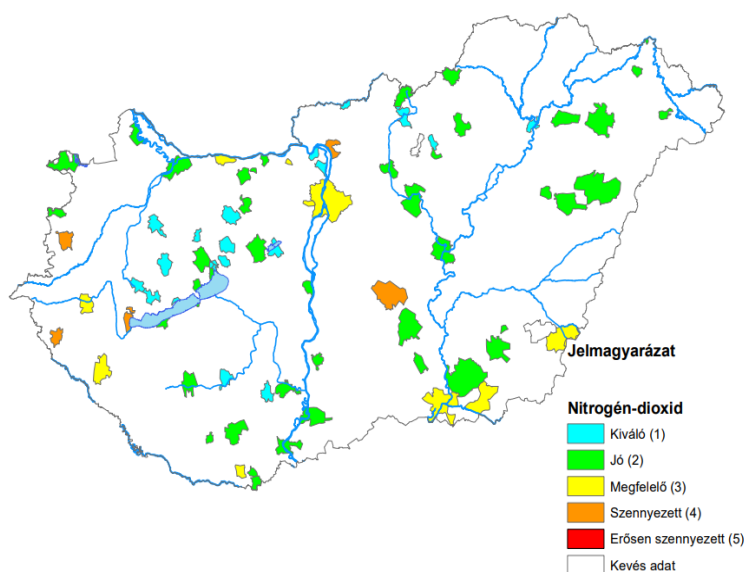 Jelmagyarázat
Nitrogén-dioxid
Kiváló (1)
Jó (2)
Megfelelő (3)
Szennyezett (4)
Erősen szennyezett (5)
Kevés adat